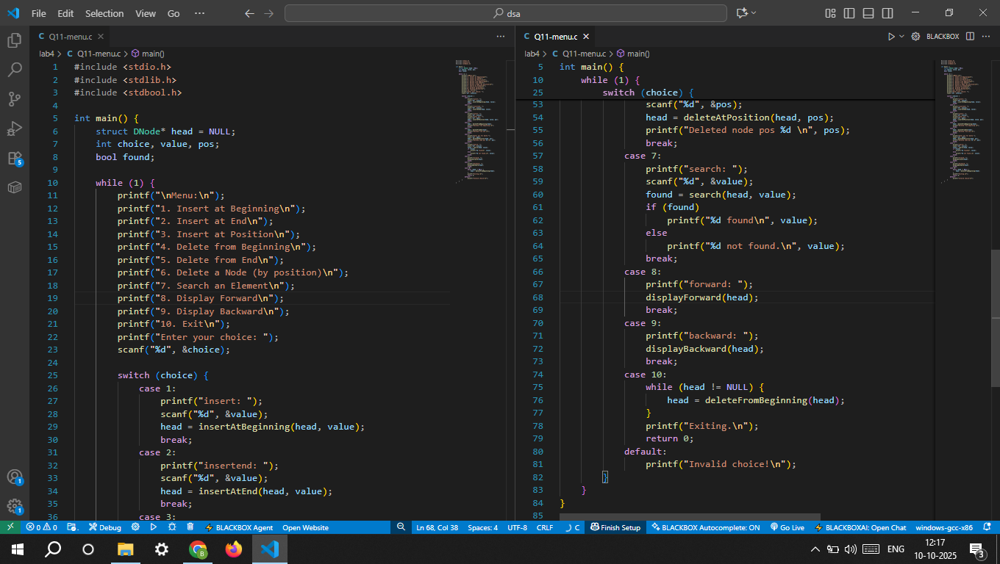 File Edit Selection View Go ··· dsa
Q11-menu.c
lab4 > C Q11-menu.c > main()
1 #include <stdio.h>
2 #include <stdlib.h>
3 #include <stdbool.h>
4
5 int main() {
6 struct DNode* head = NULL;
7 int choice, value, pos;
8 bool found;
9
10 while (1) {
11 printf("\nMenu:\n");
12 printf("1. Insert at Beginning\n");
13 printf("2. Insert at End\n");
14 printf("3. Insert at Position\n");
15 printf("4. Delete from Beginning\n");
16 printf("5. Delete from End\n");
17 printf("6. Delete a Node (by position)\n");
18 printf("7. Search an Element\n");
19 printf("8. Display Forward\n");
20 printf("9. Display Backward\n");
21 printf("10. Exit\n");
22 printf("Enter your choice: ");
23 scanf("%d", &choice);
24
25 switch (choice) {
26 case 1:
27 printf("insert: ");
28 scanf("%d", &value);
29 head = insertAtBeginning(head, value);
30 break;
31 case 2:
32 printf("insertend: ");
33 scanf("%d", &value);
34 head = insertAtEnd(head, value);
35 break;
36 case 3:
C Q11-menu.c BLACKBOX
lab4 > C Q11-menu.c > main()
5 int main() {
10 while (1) {
25 switch (choice) {
53 scanf("%d", &pos);
54 head = deleteAtPosition(head, pos);
55 printf("Deleted node pos %d \n", pos);
56 break;
57 case 7:
58 printf("search: ");
59 scanf("%d", &value);
60 found = search(head, value);
61 if (found)
62 printf("%d found\n", value);
63 else
64 printf("%d not found.\n", value);
65 break;
66 case 8:
67 printf("forward: ");
68 displayForward(head);
69 break;
70 case 9:
71 printf("backward: ");
72 displayBackward(head);
73 break;
74 case 10:
75 while (head != NULL) {
76 head = deleteFromBeginning(head);
77 }
78 printf("Exiting.\n");
79 return 0;
80 default:
81 printf("Invalid choice!\n");
82 }
83 }
84 }
85
5
1
1
0 0 Debug BLACKBOX Agent Open Website Ln 68, Col 38 Spaces: 4 UTF-8 CRLF C Finish Setup BLACKBOX Autocomplete: ON Go Live BLACKBOXAI: Open Chat windows-gcc-x86
B ENG 12:17
10-10-2025 3